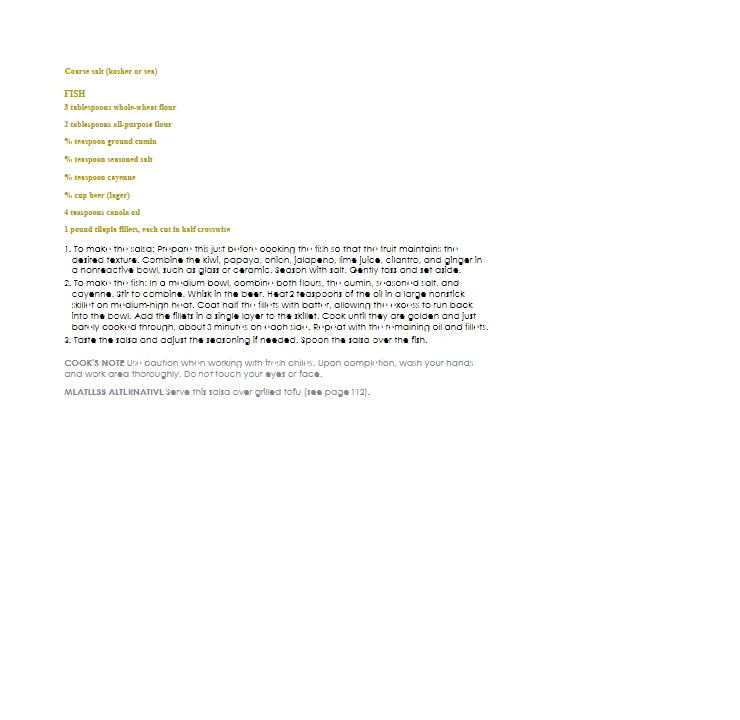 Coarse salt (kosher or sea)
FISH
3 tablespoons whole-wheat flour
2 tablespoons all-purpose flour
% teaspoon ground cumin
% teaspoon seasoned salt
% teaspoon cayenne
% cup beer (lager)
4 teaspoons canola oil
1 pound tilapia fillets, each cut in half crosswise
1. To make the salsa: Prepare this just before cooking the fish so that the fruit maintains the
desired texture. Combine the kiwi, papaya, onion, jalapeno, lime juice, cilantro, and ginger in
a nonreactive bowl, such as glass or ceramic. Season with salt. Gently toss and set aside.
2. To make the fish: In a medium bowl, combine both flours, the cumin, seasoned salt, and
cayenne. Stir to combine. Whisk in the beer. Heat 2 teaspoons of the oil in a large nonstick
skillet on medium-high heat. Coat half the fillets with batter, allowing the excess to run back
into the bowl. Add the fillets in a single layer to the skillet. Cook until they are golden and just
barely cooked through, about 3 minutes on each side. Repeat with the remaining oil and fillets.
3. Taste the salsa and adjust the seasoning if needed. Spoon the salsa over the fish.
COOK'S NOTE Use caution when working with fresh chiles. Upon completion, wash your hands
and work area thoroughly. Do not touch your eyes or face.
MLATLLSS ALTLRNATIVL Serve this salsa over grilled tofu (see page 112).